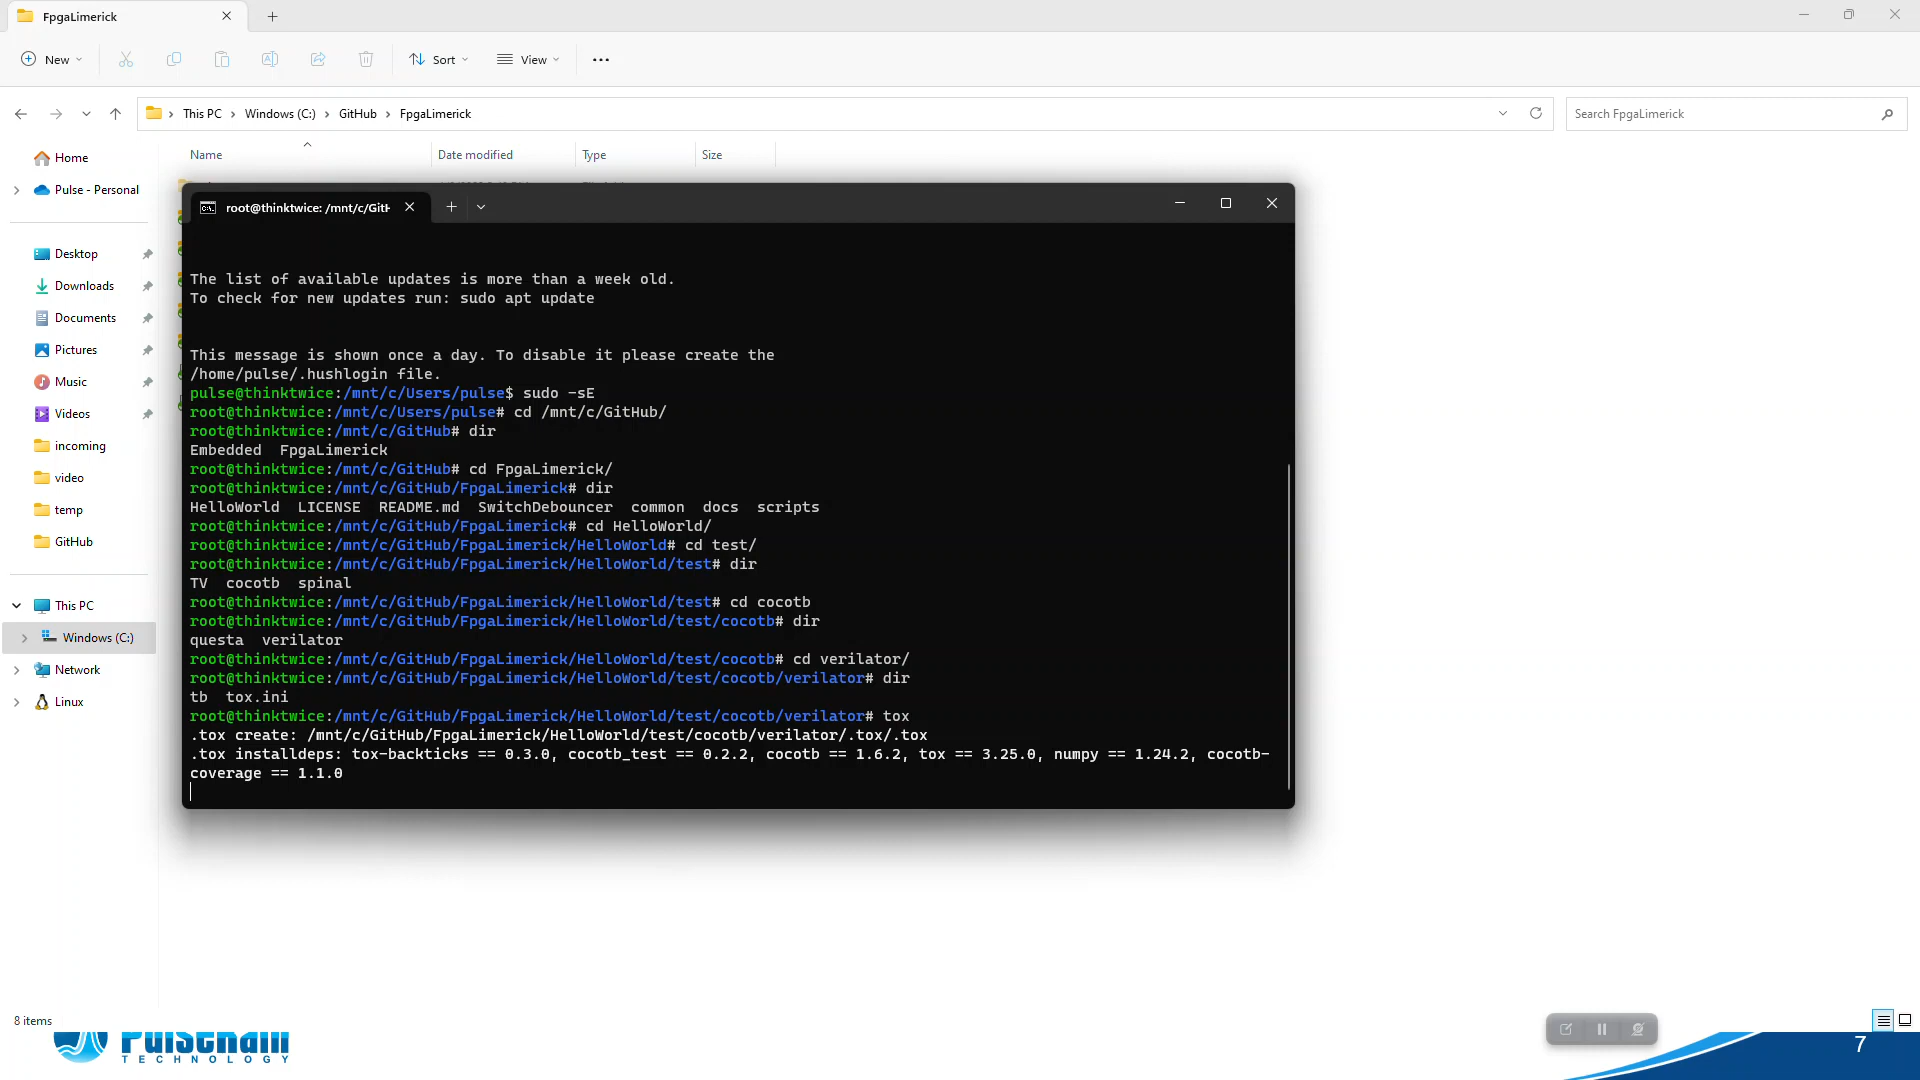 FpgaLimerick
New
Sort
View
This PC
Windows (C:)
GitHub
FpgaLimerick
Search FpgaLimerick
Name
Date modified
Type
Size
Home
Pulse - Personal
Desktop
Downloads
Documents
Pictures
Music
Videos
incoming
video
temp
GitHub
This PC
Windows (C:)
Network
Linux
root@thinktwice: /mnt/c/GitH
The list of available updates is more than a week old.
To check for new updates run: sudo apt update
This message is shown once a day. To disable it please create the
/home/pulse/.hushlogin file.
pulse@thinktwice:/mnt/c/Users/pulse$ sudo -sE
root@thinktwice:/mnt/c/Users/pulse# cd /mnt/c/GitHub/
root@thinktwice:/mnt/c/GitHub# dir
Embedded  FpgaLimerick
root@thinktwice:/mnt/c/GitHub# cd FpgaLimerick/
root@thinktwice:/mnt/c/GitHub/FpgaLimerick# dir
HelloWorld  LICENSE  README.md  SwitchDebouncer  common  docs  scripts
root@thinktwice:/mnt/c/GitHub/FpgaLimerick# cd HelloWorld/
root@thinktwice:/mnt/c/GitHub/FpgaLimerick/HelloWorld# cd test/
root@thinktwice:/mnt/c/GitHub/FpgaLimerick/HelloWorld/test# dir
TV  cocotb  spinal
root@thinktwice:/mnt/c/GitHub/FpgaLimerick/HelloWorld/test# cd cocotb
root@thinktwice:/mnt/c/GitHub/FpgaLimerick/HelloWorld/test/cocotb# dir
questa  verilator
root@thinktwice:/mnt/c/GitHub/FpgaLimerick/HelloWorld/test/cocotb# cd verilator/
root@thinktwice:/mnt/c/GitHub/FpgaLimerick/HelloWorld/test/cocotb/verilator# dir
tb  tox.ini
root@thinktwice:/mnt/c/GitHub/FpgaLimerick/HelloWorld/test/cocotb/verilator# tox
.tox create: /mnt/c/GitHub/FpgaLimerick/HelloWorld/test/cocotb/verilator/.tox/.tox
.tox installdeps: tox-backticks == 0.3.0, cocotb_test == 0.2.2, cocotb == 1.6.2, tox == 3.25.0, numpy == 1.24.2, cocotb-
coverage == 1.1.0
8 items
TECHNOLOGY
7